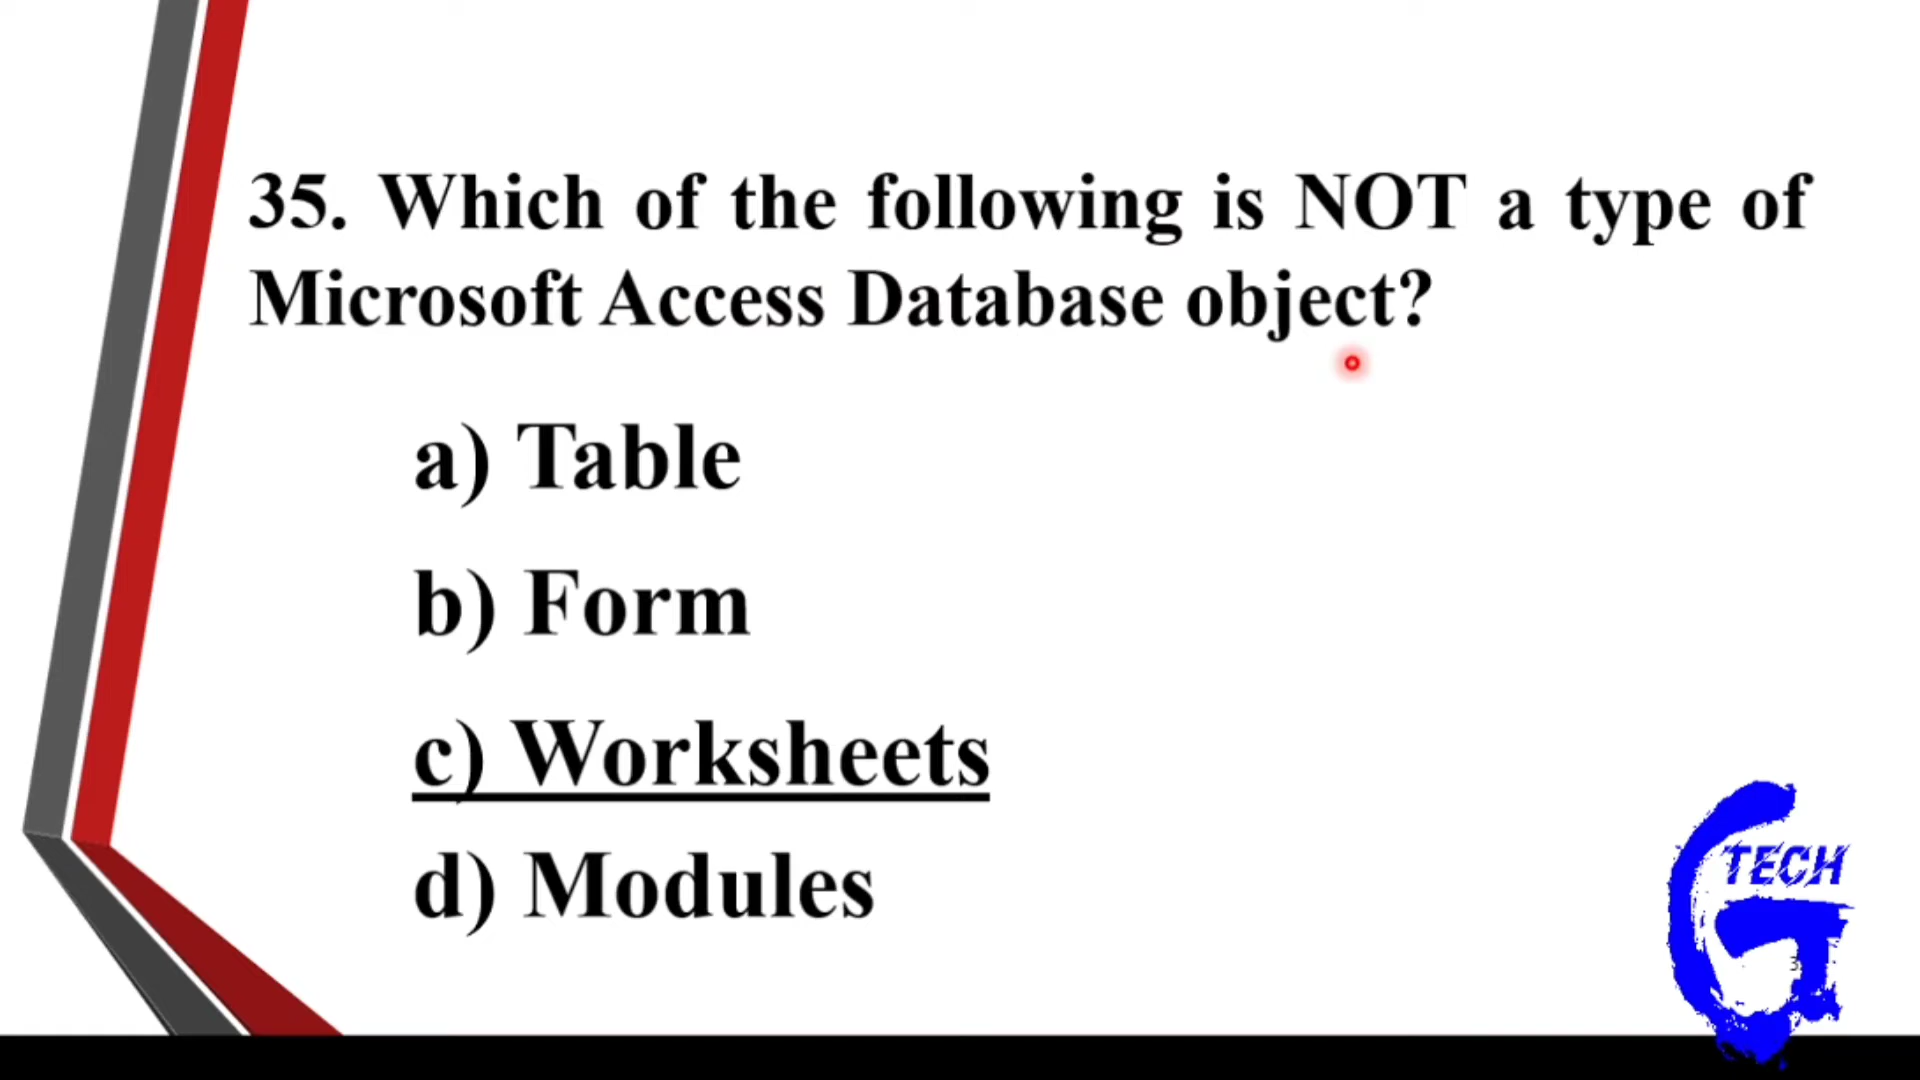 35. Which of the following is NOT a type of
Microsoft Access Database object?
a) Table
b) Form
c) Worksheets
d) Modules
TECH